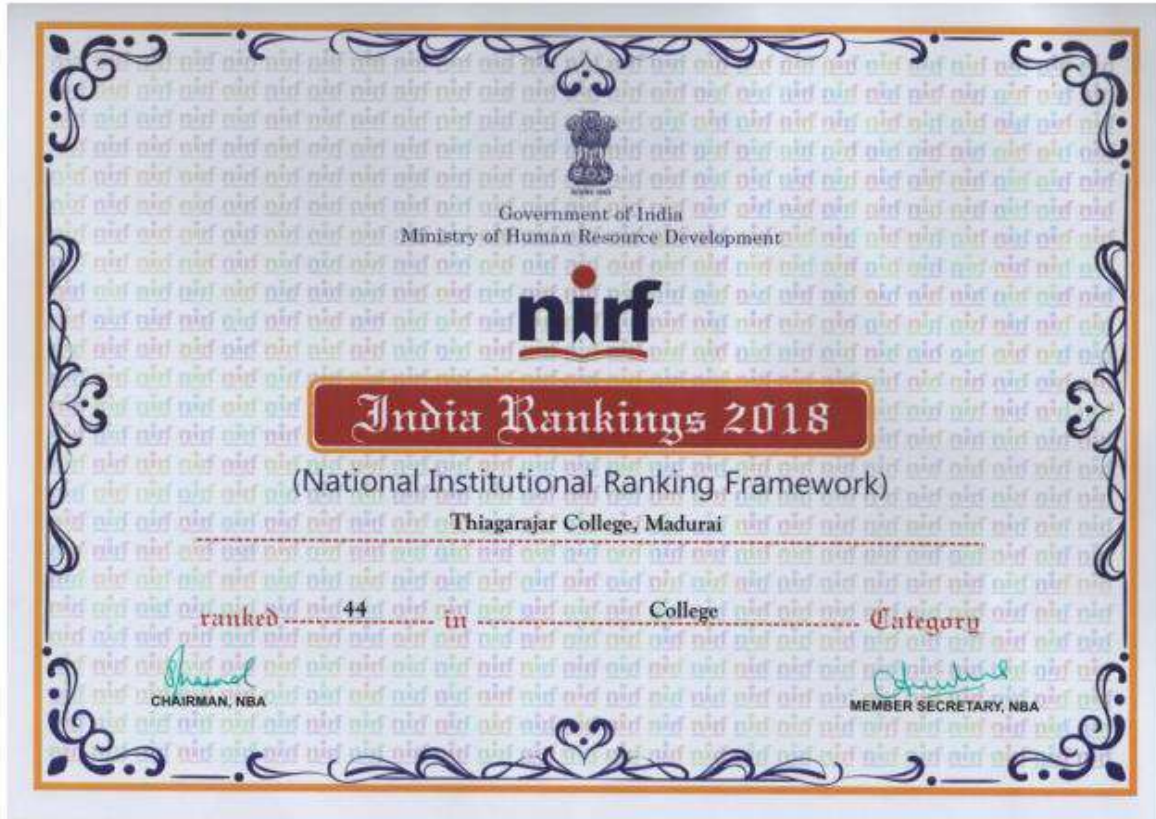 Government of India
Ministry of Human Resource Development
nirf
India Rankings 2018
(National Institutional Ranking Framework)
Thiagarajar College, Madurai
ranked 44 in College Category
CHAIRMAN, NBA
MEMBER SECRETARY, NBA